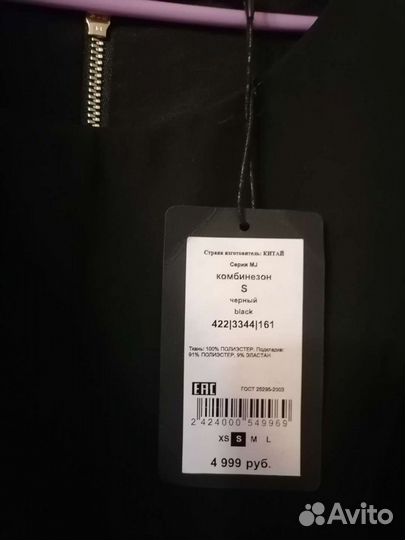 Страна изготовитель: КИТАЙ
Серия MJ
комбинезон
S
черный
black
422|3344|161
Ткань: 100% ПОЛИЭСТЕР, Подкладка:
91% ПОЛИЭСТЕР, 9% ЭЛАСТАН
EAC
ГОСТ 25295-2003
2 424000 549969
XS S M L
4 999 руб.
Avito